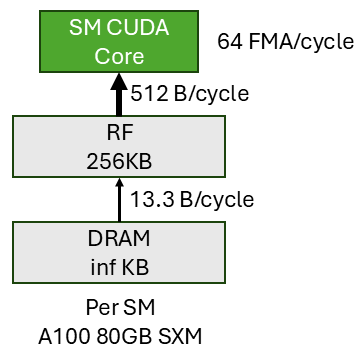 SM CUDA
Core
64 FMA/cycle
512 B/cycle
RF
256KB
13.3 B/cycle
DRAM
inf KB
Per SM
A100 80GB SXM